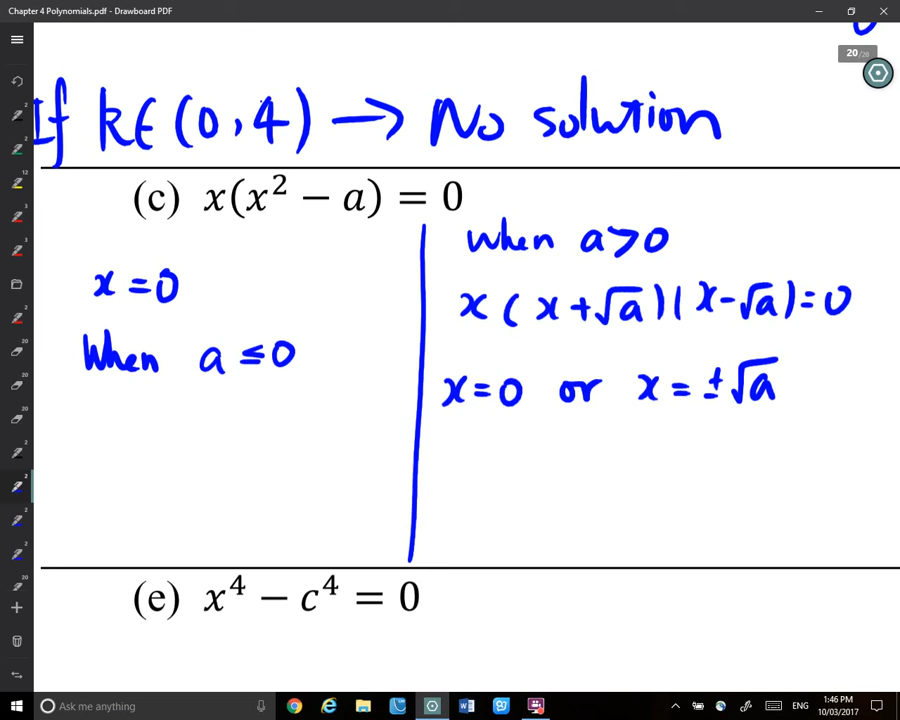 Chapter 4 Polynomials.pdf - Drawboard PDF
20/26
If k∈(0,4) → No solution
(c) x(x² − a) = 0
x = 0
When a ≤ 0
When a>0
x(x+√a)(x-√a)=0
x=0 or x=±√a
(e) x⁴ − c⁴ = 0
Ask me anything
ENG
1:46 PM
10/03/2017